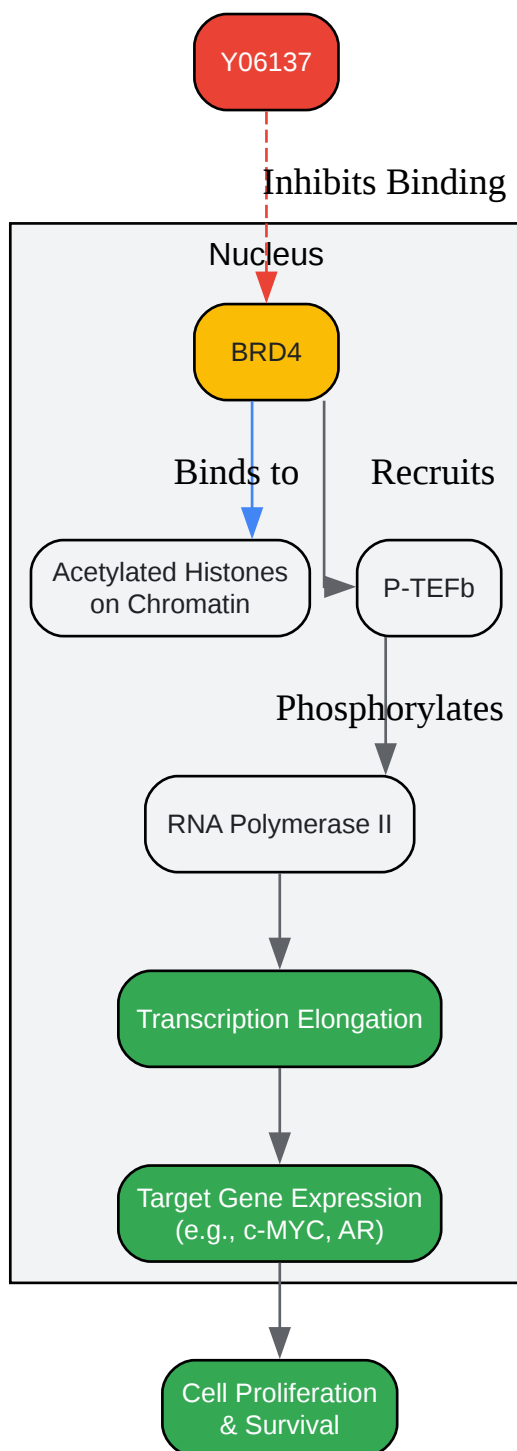 Y06137
Inhibits Binding
Nucleus
BRD4
Binds to
Recruits
Acetylated Histones
on Chromatin
P-TEFb
Phosphorylates
RNA Polymerase II
Transcription Elongation
Target Gene Expression
(e.g., c-MYC, AR)
Cell Proliferation
& Survival